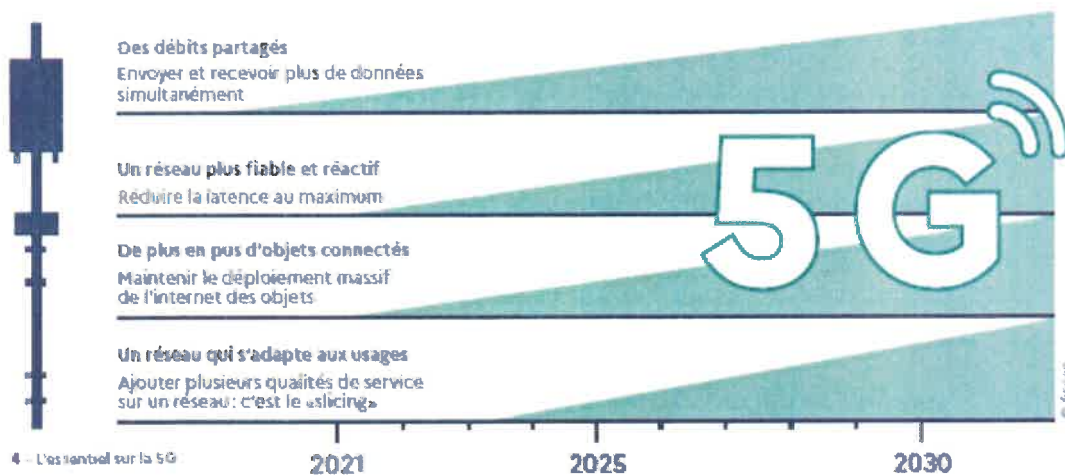 Des débits partagés
Envoyer et recevoir plus de données
simultanément
Un réseau plus fiable et réactif
Réduire la latence au maximum
De plus en pus d'objets connectés
Maintenir le déploiement massif
de l'internet des objets
Un réseau qui s'adapte aux usages
Ajouter plusieurs qualités de service
sur un réseau: c'est le «slicing»
5G
2021
2025
2030
4 – L'essentiel sur la 5G